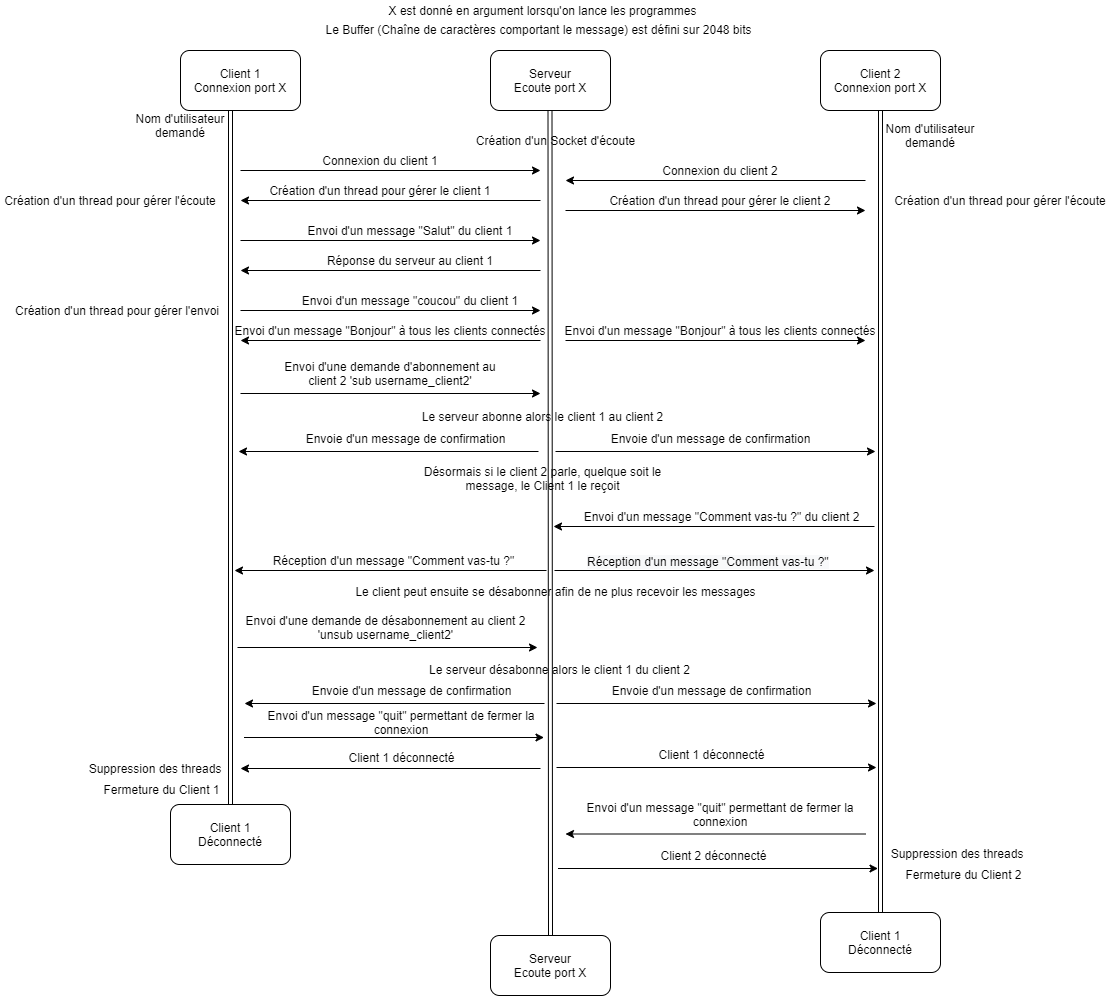 X est donné en argument lorsqu'on lance les programmes
Le Buffer (Chaîne de caractères comportant le message) est défini sur 2048 bits
Client 1
Connexion port X
Serveur
Ecoute port X
Client 2
Connexion port X
Nom d'utilisateur
demandé
Nom d'utilisateur
demandé
Création d'un Socket d'écoute
Connexion du client 1
Connexion du client 2
Création d'un thread pour gérer l'écoute
Création d'un thread pour gérer le client 1
Création d'un thread pour gérer le client 2
Création d'un thread pour gérer l'écoute
Envoi d'un message "Salut" du client 1
Réponse du serveur au client 1
Création d'un thread pour gérer l'envoi
Envoi d'un message "coucou" du client 1
Envoi d'un message "Bonjour" à tous les clients connectés
Envoi d'un message "Bonjour" à tous les clients connectés
Envoi d'une demande d'abonnement au
client 2 'sub username_client2'
Le serveur abonne alors le client 1 au client 2
Envoie d'un message de confirmation
Envoie d'un message de confirmation
Désormais si le client 2 parle, quelque soit le
message, le Client 1 le reçoit
Envoi d'un message "Comment vas-tu ?" du client 2
Réception d'un message "Comment vas-tu ?"
Réception d'un message "Comment vas-tu ?"
Le client peut ensuite se désabonner afin de ne plus recevoir les messages
Envoi d'une demande de désabonnement au client 2
'unsub username_client2'
Le serveur désabonne alors le client 1 du client 2
Envoie d'un message de confirmation
Envoie d'un message de confirmation
Envoi d'un message "quit" permettant de fermer la
connexion
Client 1 déconnecté
Client 1 déconnecté
Suppression des threads
Fermeture du Client 1
Client 1
Déconnecté
Envoi d'un message "quit" permettant de fermer la
connexion
Client 2 déconnecté
Suppression des threads
Fermeture du Client 2
Client 1
Déconnecté
Serveur
Ecoute port X